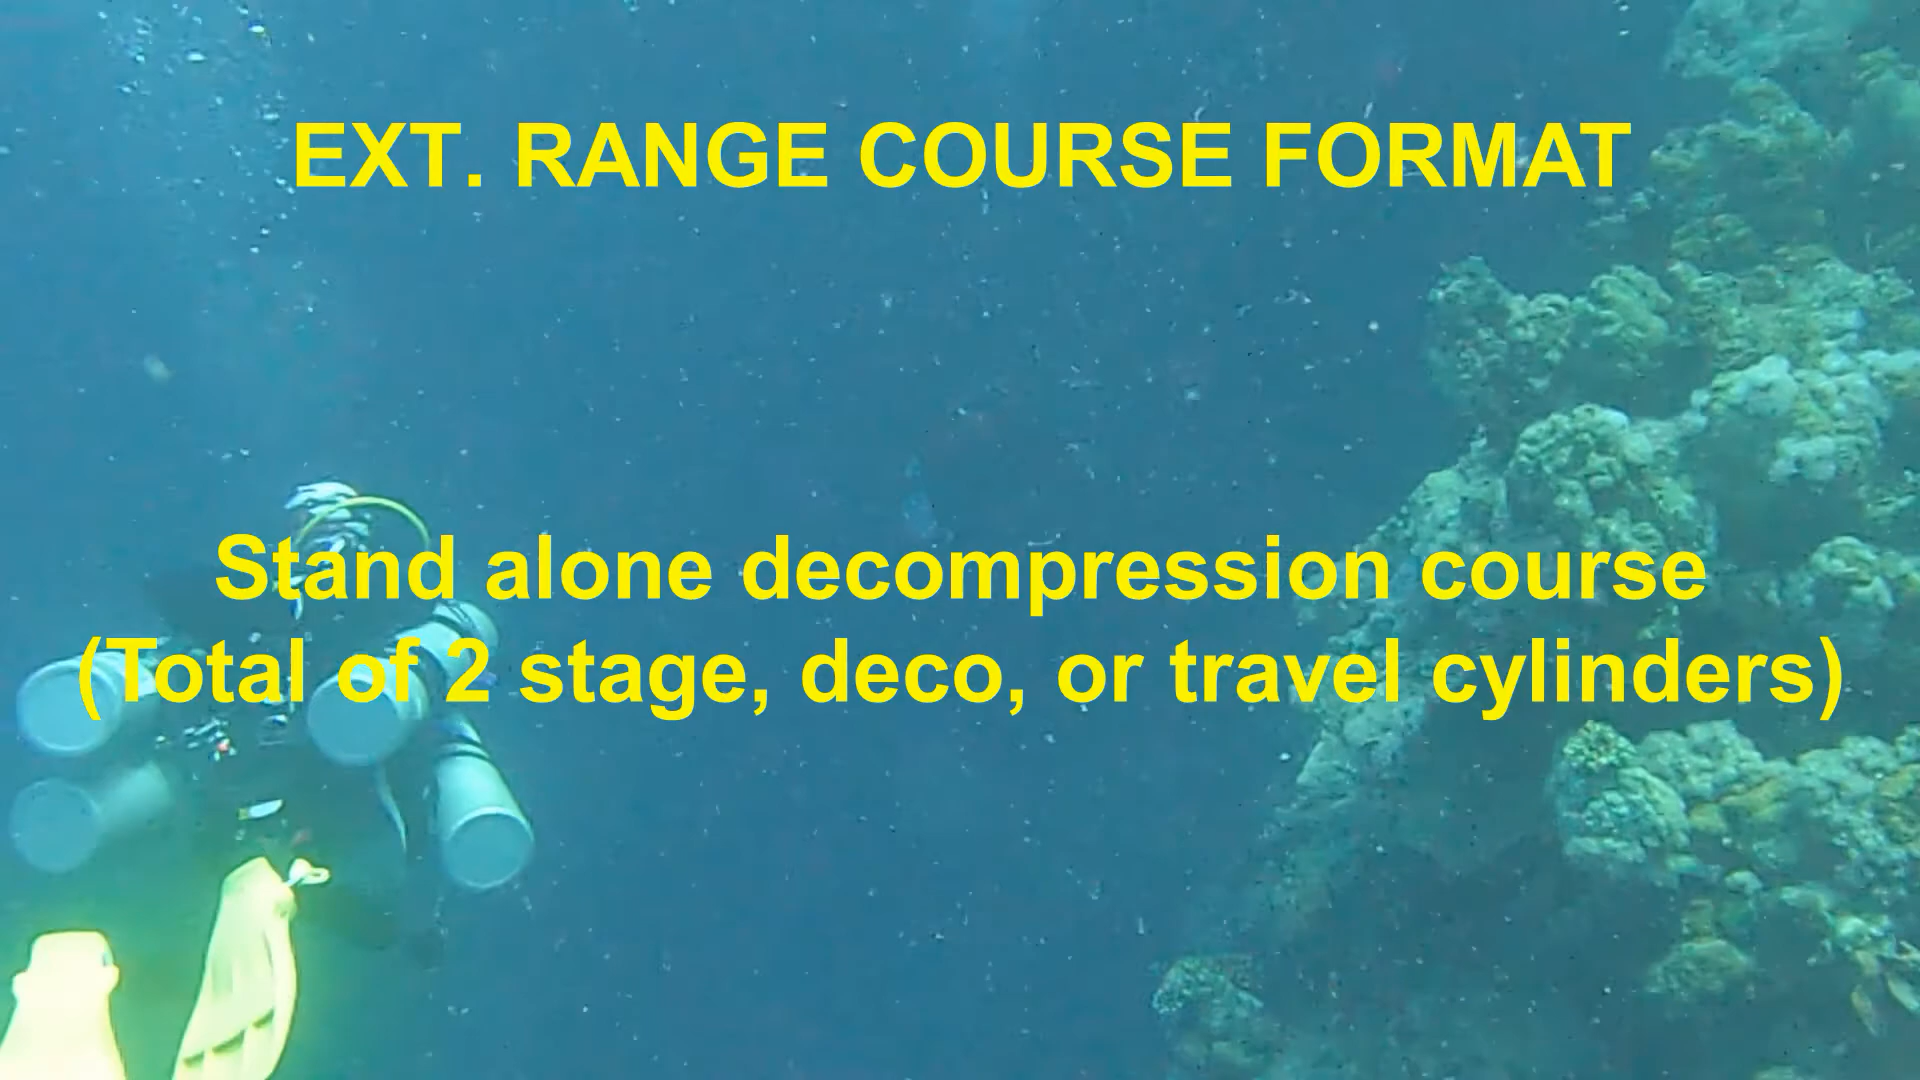 EXT. RANGE COURSE FORMAT
Stand alone decompression course
(Total of 2 stage, deco, or travel cylinders)